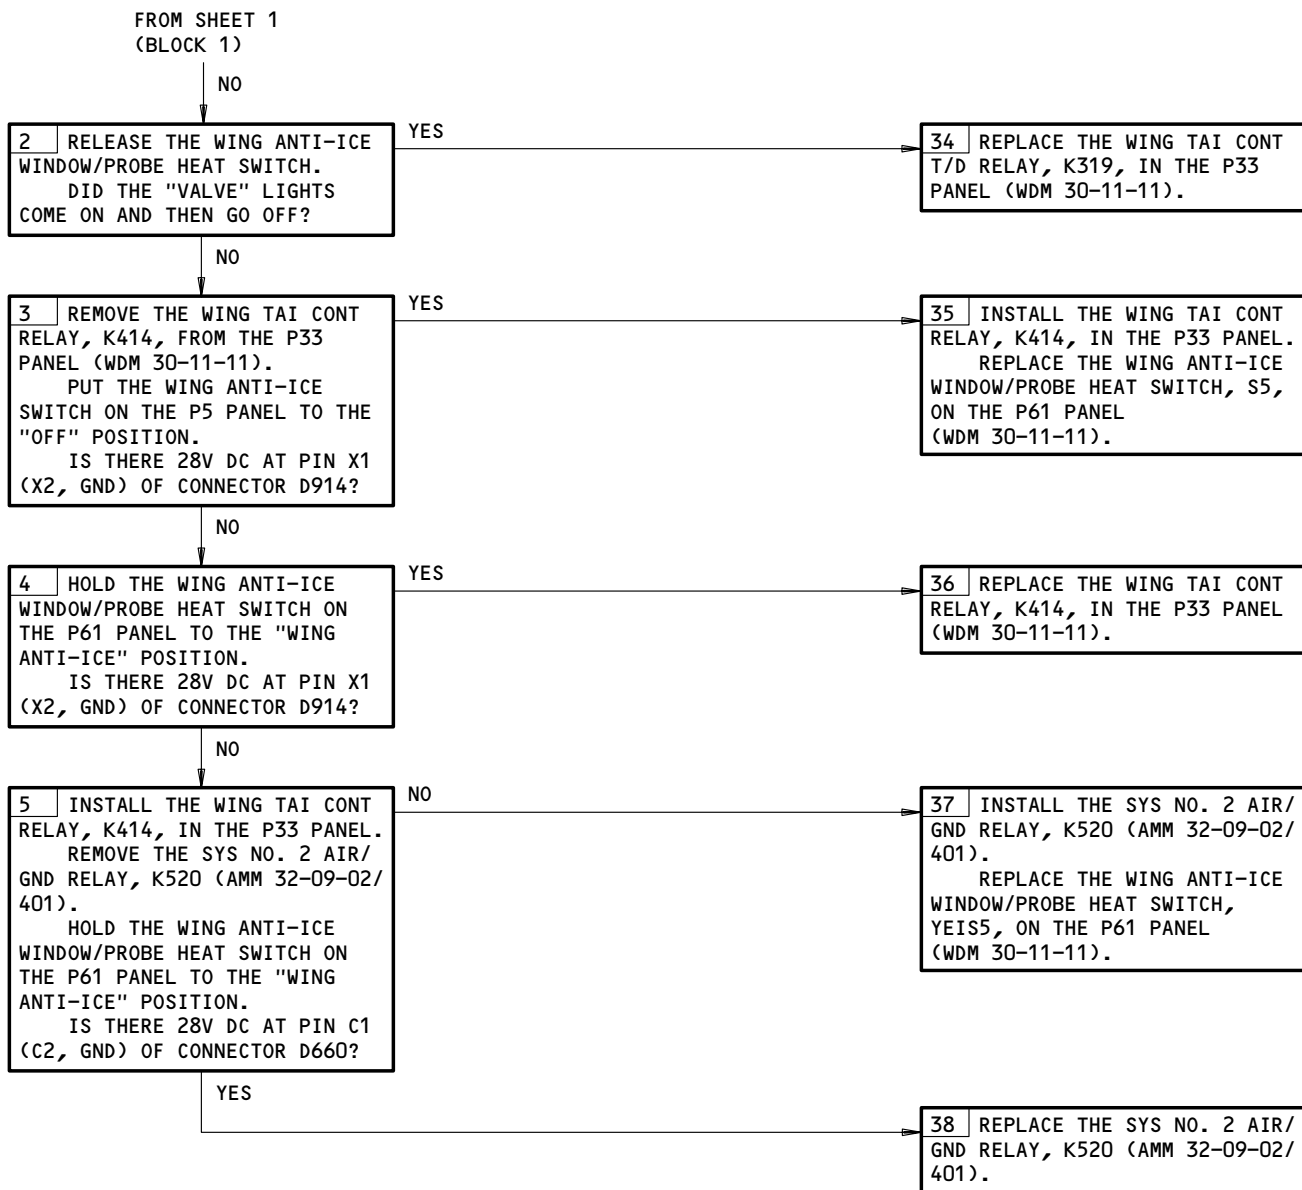 FROM SHEET 1
(BLOCK 1)
NO
2 RELEASE THE WING ANTI-ICE
WINDOW/PROBE HEAT SWITCH.
DID THE "VALVE" LIGHTS
COME ON AND THEN GO OFF?
YES
34 REPLACE THE WING TAI CONT
T/D RELAY, K319, IN THE P33
PANEL (WDM 30-11-11).
NO
3 REMOVE THE WING TAI CONT
RELAY, K414, FROM THE P33
PANEL (WDM 30-11-11).
PUT THE WING ANTI-ICE
SWITCH ON THE P5 PANEL TO THE
"OFF" POSITION.
IS THERE 28V DC AT PIN X1
(X2, GND) OF CONNECTOR D914?
YES
35 INSTALL THE WING TAI CONT
RELAY, K414, IN THE P33 PANEL.
REPLACE THE WING ANTI-ICE
WINDOW/PROBE HEAT SWITCH, S5,
ON THE P61 PANEL
(WDM 30-11-11).
NO
4 HOLD THE WING ANTI-ICE
WINDOW/PROBE HEAT SWITCH ON
THE P61 PANEL TO THE "WING
ANTI-ICE" POSITION.
IS THERE 28V DC AT PIN X1
(X2, GND) OF CONNECTOR D914?
YES
36 REPLACE THE WING TAI CONT
RELAY, K414, IN THE P33 PANEL
(WDM 30-11-11).
NO
5 INSTALL THE WING TAI CONT
RELAY, K414, IN THE P33 PANEL.
REMOVE THE SYS NO. 2 AIR/
GND RELAY, K520 (AMM 32-09-02/
401).
HOLD THE WING ANTI-ICE
WINDOW/PROBE HEAT SWITCH ON
THE P61 PANEL TO THE "WING
ANTI-ICE" POSITION.
IS THERE 28V DC AT PIN C1
(C2, GND) OF CONNECTOR D660?
NO
37 INSTALL THE SYS NO. 2 AIR/
GND RELAY, K520 (AMM 32-09-02/
401).
REPLACE THE WING ANTI-ICE
WINDOW/PROBE HEAT SWITCH,
YEIS5, ON THE P61 PANEL
(WDM 30-11-11).
YES
38 REPLACE THE SYS NO. 2 AIR/
GND RELAY, K520 (AMM 32-09-02/
401).